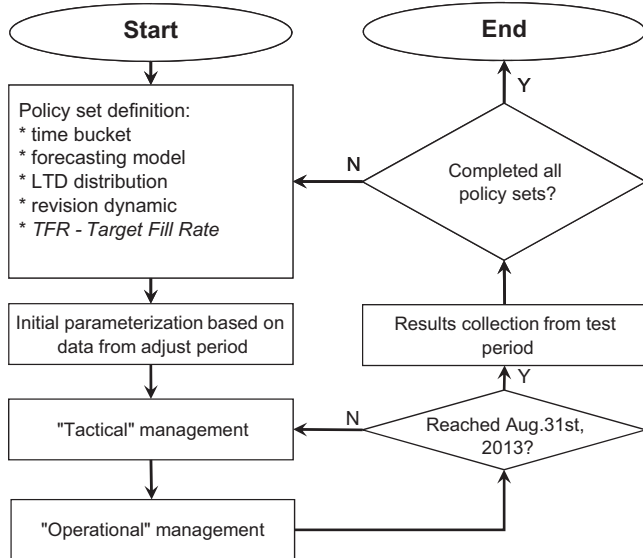 Start
Policy set definition:
* time bucket
* forecasting model
* LTD distribution
* revision dynamic
* TFR - Target Fill Rate
Initial parameterization based on
data from adjust period
"Tactical" management
"Operational" management
End
Y
N
Completed all
policy sets?
Results collection from test
period
Y
N
Reached Aug.31st,
2013?